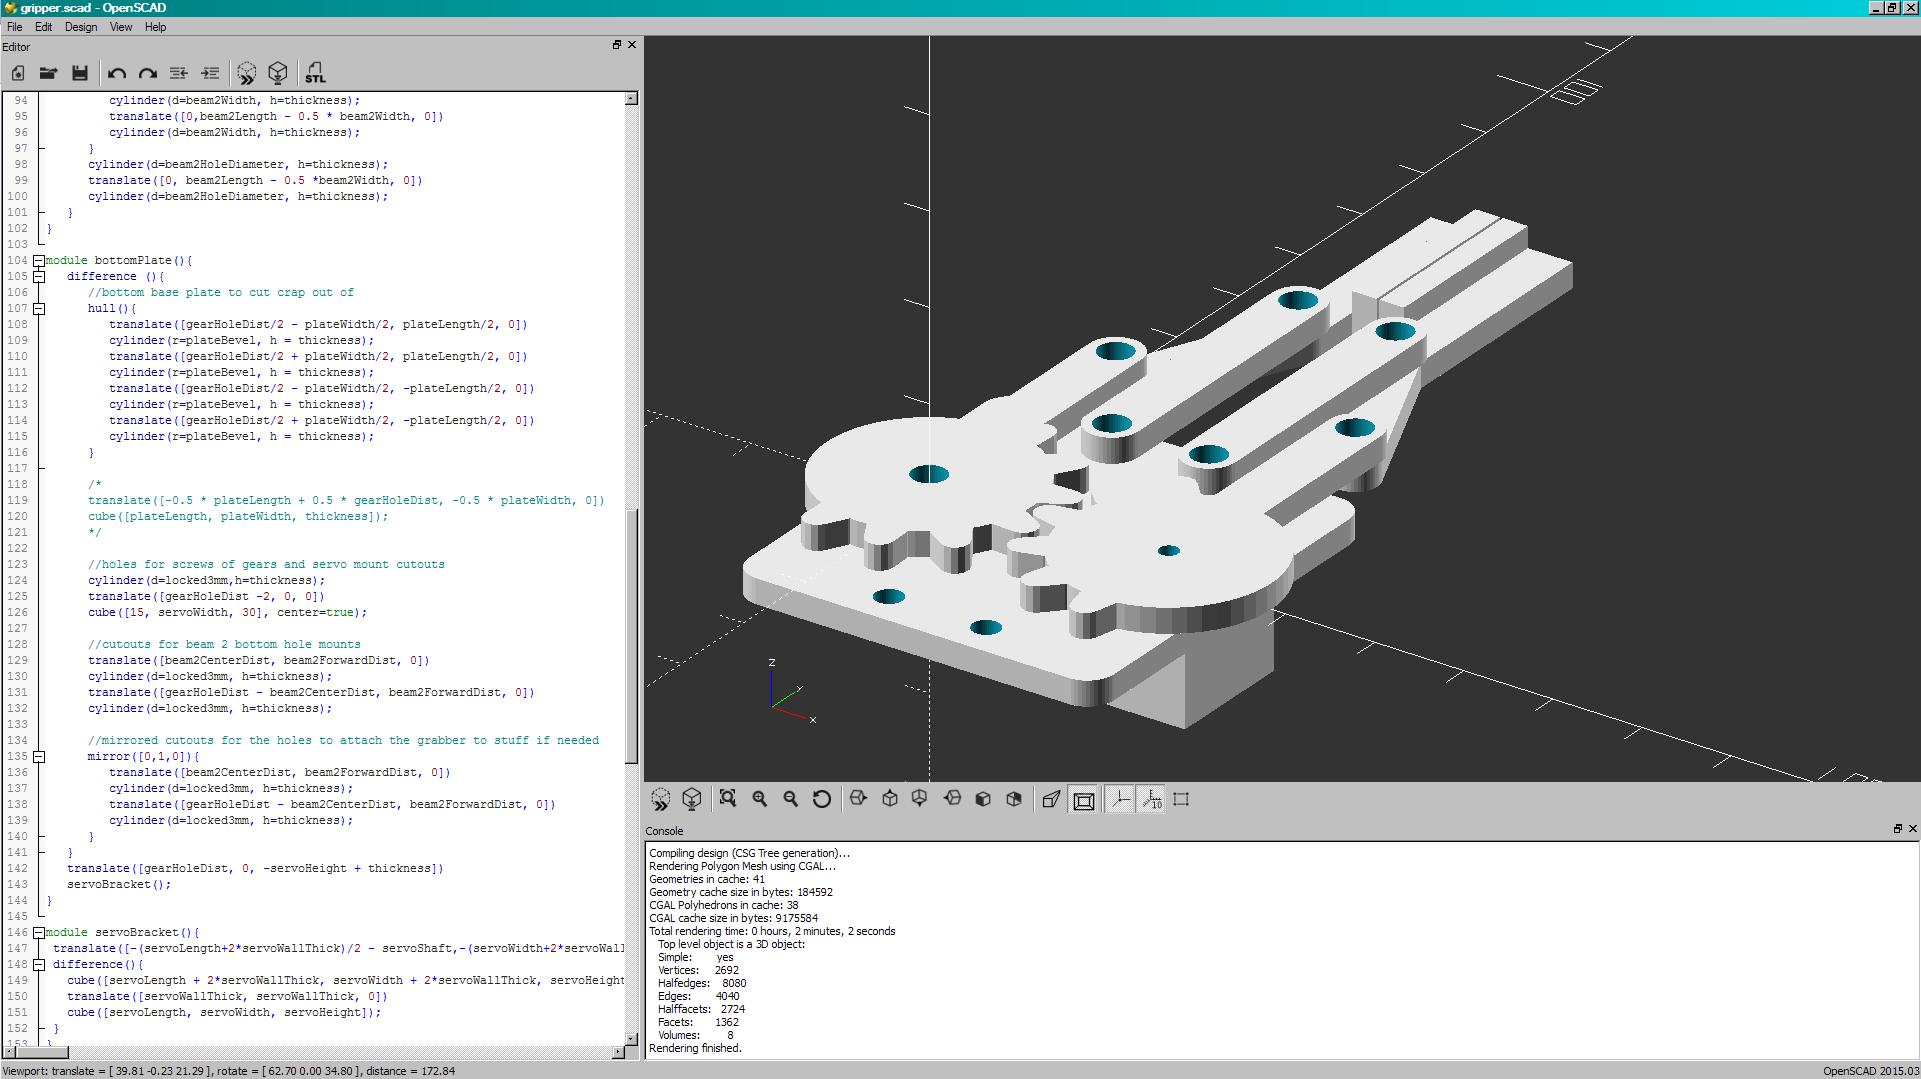 gripper.scad - OpenSCAD
File Edit Design View Help
Editor
STL
94 cylinder(d=beam2Width, h=thickness);
95 translate([0,beam2Length - 0.5 * beam2Width, 0])
96 cylinder(d=beam2Width, h=thickness);
97 }
98 cylinder(d=beam2HoleDiameter, h=thickness);
99 translate([0, beam2Length - 0.5 *beam2Width, 0])
100 cylinder(d=beam2HoleDiameter, h=thickness);
101 }
102 }
103
104 module bottomPlate(){
105 difference (){
106 //bottom base plate to cut crap out of
107 hull(){
108 translate([gearHoleDist/2 - plateWidth/2, plateLength/2, 0])
109 cylinder(r=plateBevel, h = thickness);
110 translate([gearHoleDist/2 + plateWidth/2, plateLength/2, 0])
111 cylinder(r=plateBevel, h = thickness);
112 translate([gearHoleDist/2 - plateWidth/2, -plateLength/2, 0])
113 cylinder(r=plateBevel, h = thickness);
114 translate([gearHoleDist/2 + plateWidth/2, -plateLength/2, 0])
115 cylinder(r=plateBevel, h = thickness);
116 }
117
118 /*
119 translate([-0.5 * plateLength + 0.5 * gearHoleDist, -0.5 * plateWidth, 0])
120 cube([plateLength, plateWidth, thickness]);
121 */
122
123 //holes for screws of gears and servo mount cutouts
124 cylinder(d=locked3mm,h=thickness);
125 translate([gearHoleDist -2, 0, 0])
126 cube([15, servoWidth, 30], center=true);
127
128 //cutouts for beam 2 bottom hole mounts
129 translate([beam2CenterDist, beam2ForwardDist, 0])
130 cylinder(d=locked3mm, h=thickness);
131 translate([gearHoleDist - beam2CenterDist, beam2ForwardDist, 0])
132 cylinder(d=locked3mm, h=thickness);
133
134 //mirrored cutouts for the holes to attach the grabber to stuff if needed
135 mirror([0,1,0]){
136 translate([beam2CenterDist, beam2ForwardDist, 0])
137 cylinder(d=locked3mm, h=thickness);
138 translate([gearHoleDist - beam2CenterDist, beam2ForwardDist, 0])
139 cylinder(d=locked3mm, h=thickness);
140 }
141 }
142 translate([gearHoleDist, 0, -servoHeight + thickness])
143 servoBracket();
144 }
145
146 module servoBracket(){
147 translate([-(servoLength+2*servoWallThick)/2 - servoShaft,-(servoWidth+2*servoWall
148 difference(){
149 cube([servoLength + 2*servoWallThick, servoWidth + 2*servoWallThick, servoHeight
150 translate([servoWallThick, servoWallThick, 0])
151 cube([servoLength, servoWidth, servoHeight]);
152 }
153 }
100
z
y
x
10
Console
Compiling design (CSG Tree generation)...
Rendering Polygon Mesh using CGAL...
Geometries in cache: 41
Geometry cache size in bytes: 184592
CGAL Polyhedrons in cache: 38
CGAL cache size in bytes: 9175584
Total rendering time: 0 hours, 2 minutes, 2 seconds
Top level object is a 3D object:
Simple: yes
Vertices: 2692
Halfedges: 8080
Edges: 4040
Halffacets: 2724
Facets: 1362
Volumes: 8
Rendering finished.
Viewport: translate = [ 39.81 -0.23 21.29 ], rotate = [ 62.70 0.00 34.80 ], distance = 172.84
OpenSCAD 2015.03